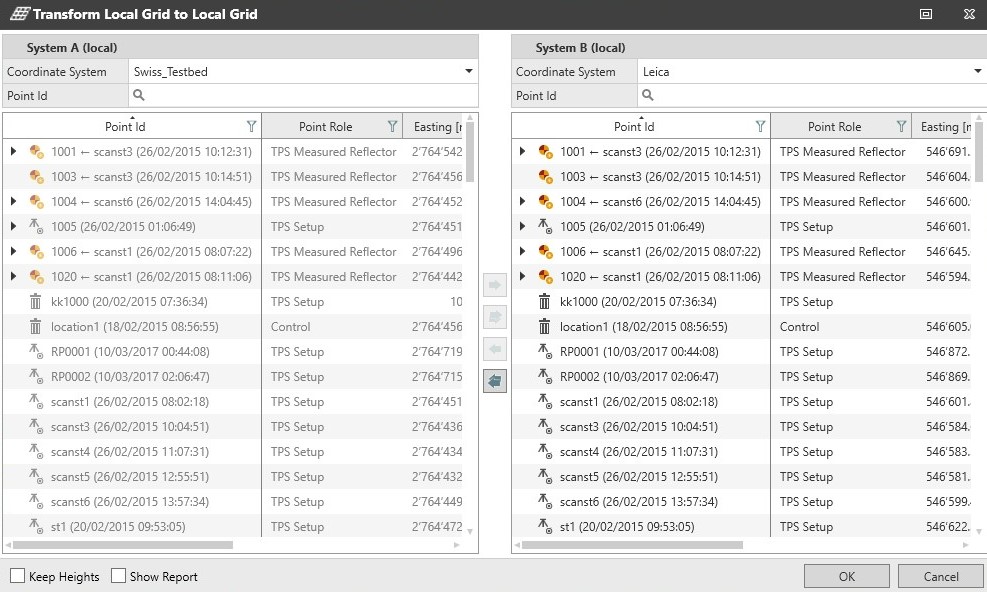 Transform Local Grid to Local Grid
System A (local)
Coordinate System Swiss_Testbed
Point Id
Point Id Point Role Easting [
1001 ← scanst3 (26/02/2015 10:12:31) TPS Measured Reflector 2'764'542
1003 ← scanst3 (26/02/2015 10:14:51) TPS Measured Reflector 2'764'456
1004 ← scanst6 (26/02/2015 14:04:45) TPS Measured Reflector 2'764'452
1005 (26/02/2015 01:06:49) TPS Setup 2'764'451
1006 ← scanst1 (26/02/2015 08:07:22) TPS Measured Reflector 2'764'496
1020 ← scanst1 (26/02/2015 08:11:06) TPS Measured Reflector 2'764'442
kk1000 (20/02/2015 07:36:34) TPS Setup 10
location1 (18/02/2015 08:56:55) Control 2'764'456
RP0001 (10/03/2017 00:44:08) TPS Setup 2'764'719
RP0002 (10/03/2017 02:06:47) TPS Setup 2'764'715
scanst1 (26/02/2015 08:02:18) TPS Setup 2'764'451
scanst3 (26/02/2015 10:04:51) TPS Setup 2'764'436
scanst4 (26/02/2015 11:07:31) TPS Setup 2'764'434
scanst5 (26/02/2015 12:55:51) TPS Setup 2'764'432
scanst6 (26/02/2015 13:57:34) TPS Setup 2'764'449
st1 (20/02/2015 09:53:05) TPS Setup 2'764'472
System B (local)
Coordinate System Leica
Point Id
Point Id Point Role Easting [m
1001 ← scanst3 (26/02/2015 10:12:31) TPS Measured Reflector 546'691.
1003 ← scanst3 (26/02/2015 10:14:51) TPS Measured Reflector 546'604.
1004 ← scanst6 (26/02/2015 14:04:45) TPS Measured Reflector 546'600.
1005 (26/02/2015 01:06:49) TPS Setup 546'601.
1006 ← scanst1 (26/02/2015 08:07:22) TPS Measured Reflector 546'645.
1020 ← scanst1 (26/02/2015 08:11:06) TPS Measured Reflector 546'594.
kk1000 (20/02/2015 07:36:34) TPS Setup
location1 (18/02/2015 08:56:55) Control 546'605.
RP0001 (10/03/2017 00:44:08) TPS Setup 546'872.
RP0002 (10/03/2017 02:06:47) TPS Setup 546'869.
scanst1 (26/02/2015 08:02:18) TPS Setup 546'601.
scanst3 (26/02/2015 10:04:51) TPS Setup 546'584.
scanst4 (26/02/2015 11:07:31) TPS Setup 546'583.
scanst5 (26/02/2015 12:55:51) TPS Setup 546'581.
scanst6 (26/02/2015 13:57:34) TPS Setup 546'599.
st1 (20/02/2015 09:53:05) TPS Setup 546'622.
Keep Heights Show Report OK Cancel